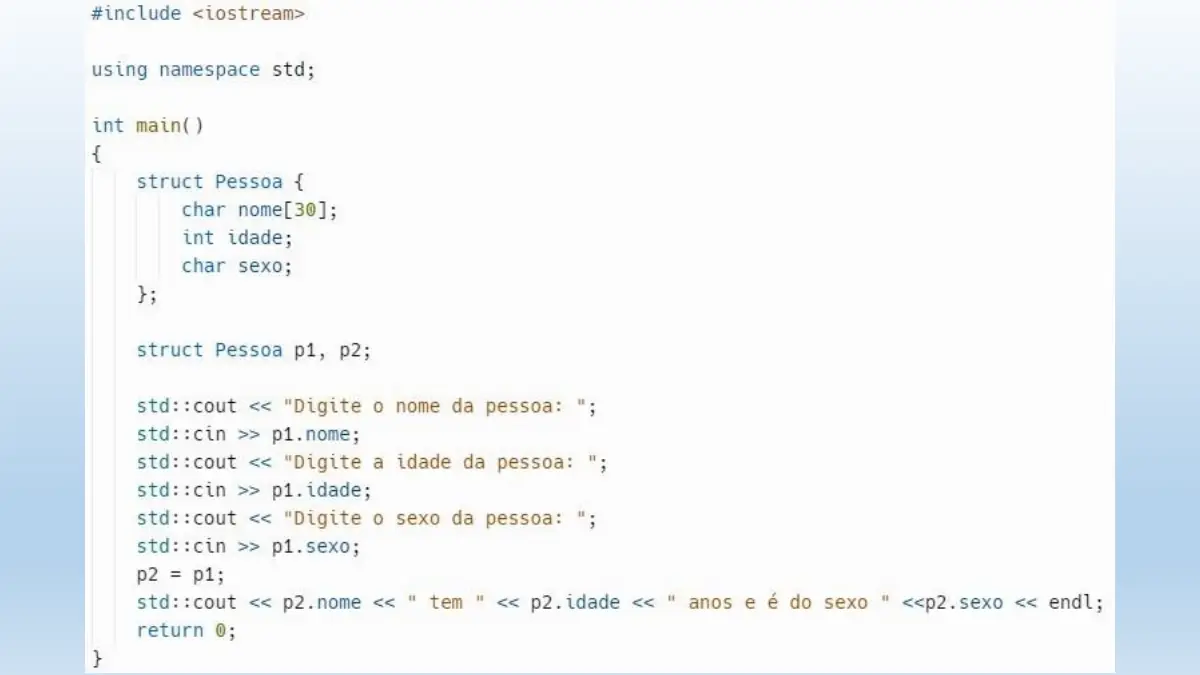 #include <iostream>
using namespace std;
int main()
{
struct Pessoa {
char nome[30];
int idade;
char sexo;
};
struct Pessoa p1, p2;
std::cout << "Digite o nome da pessoa: ";
std::cin >> p1.nome;
std::cout << "Digite a idade da pessoa: ";
std::cin >> p1.idade;
std::cout << "Digite o sexo da pessoa: ";
std::cin >> p1.sexo;
p2 = p1;
std::cout << p2.nome << " tem " << p2.idade << " anos e é do sexo " <<p2.sexo << endl;
return 0;
}